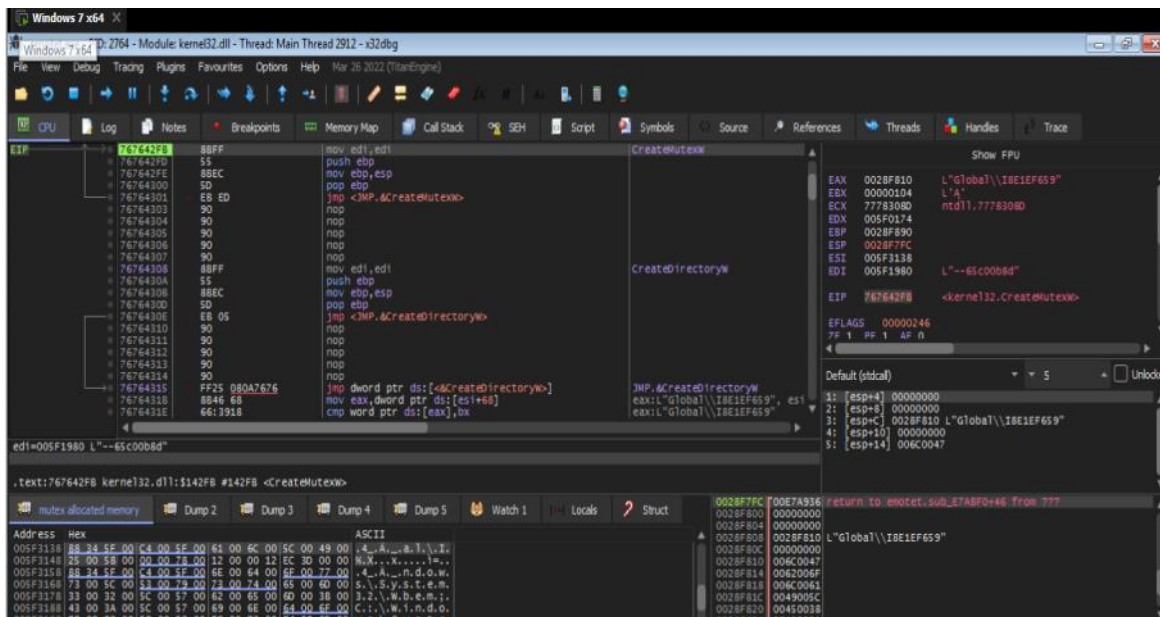 Windows 7 x64
Windows 7 x64
D: 2764 - Module: kernel32.dll - Thread: Main Thread 2912 - x32dbg
File View Debug Tracing Plugins Favourites Options Help Mar 26 2022 (TitanEngine)
CPU Log Notes Breakpoints Memory Map Call Stack SEH Script Symbols Source References Threads Handles Trace
EIP 767642FB 8BFF mov edi,edi CreateMutexW
767642FD 55 push ebp
767642FE 8BEC mov ebp,esp
76764300 5D pop ebp
76764301 EB ED jmp <JMP.&CreateMutexW>
76764303 90 nop
76764304 90 nop
76764305 90 nop
76764306 90 nop
76764307 90 nop
76764308 8BFF mov edi,edi CreateDirectoryW
7676430A 55 push ebp
7676430B 8BEC mov ebp,esp
7676430D 5D pop ebp
7676430E EB 05 jmp <JMP.&CreateDirectoryW>
76764310 90 nop
76764311 90 nop
76764312 90 nop
76764313 90 nop
76764314 90 nop
76764315 FF25 080A7676 jmp dword ptr ds:[<&CreateDirectoryW>] JMP.&CreateDirectoryW
7676431B 8B46 68 mov eax,dword ptr ds:[esi+68] eax:L"Global\\I8E1EF659", esi
7676431E 66:3918 cmp word ptr ds:[eax],bx eax:L"Global\\I8E1EF659"
Show FPU
EAX 0028F810 L"Global\\I8E1EF659"
EBX 00000104
ECX 7778308D ntdll.7778308D
EDX 005F0174
EBP 0028F890
ESP 0028F7FC
ESI 005F3138
EDI 005F1980 L"--65c00b8d"
EIP 767642FB <kernel32.CreateMutexW>
EFLAGS 00000246
ZF 1 PF 1 AF 0
Default (stdcall) 5 Unlock
1: [esp+4] 00000000
2: [esp+8] 00000000
3: [esp+C] 0028F810 L"Global\\I8E1EF659"
4: [esp+10] 00000000
5: [esp+14] 006C0047
edi=005F1980 L"--65c00b8d"
.text:767642FB kernel32.dll:$142FB #142FB <CreateMutexW>
mutex allocated memory Dump 2 Dump 3 Dump 4 Dump 5 Watch 1 Locals Struct
Address Hex ASCII
005F3138 88 34 5F 00 C4 00 5F 00 61 00 6C 00 5C 00 49 00 .4_.Ä._.a.l.\.I.
005F3148 25 00 58 00 00 00 78 00 12 00 00 12 EC 3D 00 00
005F3158 88 34 5F 00 C4 00 5F 00 6E 00 64 00 6F 00 77 00 .4_.Ä._.n.d.o.w.
005F3168 73 00 5C 00 53 00 79 00 73 00 74 00 65 00 6D 00 s.\.S.y.s.t.e.m.
005F3178 33 00 32 00 5C 00 57 00 62 00 65 00 6D 00 3B 00 3.2.\.W.b.e.m.;.
005F3188 43 00 3A 00 5C 00 57 00 69 00 6E 00 64 00 6F 00 C.:.\.W.i.n.d.o.
0028F7FC 00E7A936 return to emotet.sub_E7ABF0+46 from ???
0028F800 00000000
0028F804 00000000
0028F808 0028F810 L"Global\\I8E1EF659"
0028F80C 00000000
0028F810 006C0047
0028F814 0062006F
0028F818 006C0061
0028F81C 0049005C
0028F820 00450038